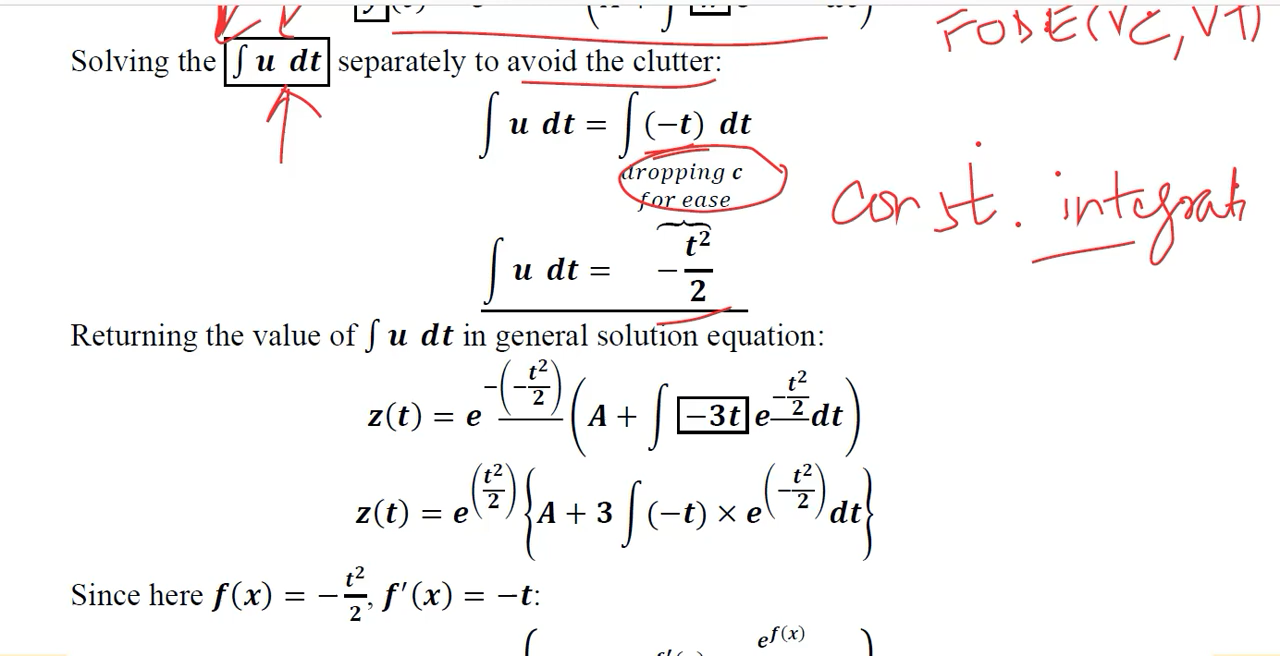 FODE(VC, VT)
Solving the ∫ u dt separately to avoid the clutter:
∫ u dt = ∫ (−t) dt
dropping c
for ease
const. integrati
∫ u dt = −t²/2
Returning the value of ∫ u dt in general solution equation:
z(t) = e^−(−t²/2) (A + ∫ −3t e^−t²/2 dt)
z(t) = e^(t²/2) {A + 3 ∫ (−t) × e^(−t²/2) dt}
Since here f(x) = −t²/2, f′(x) = −t:
e^f(x)